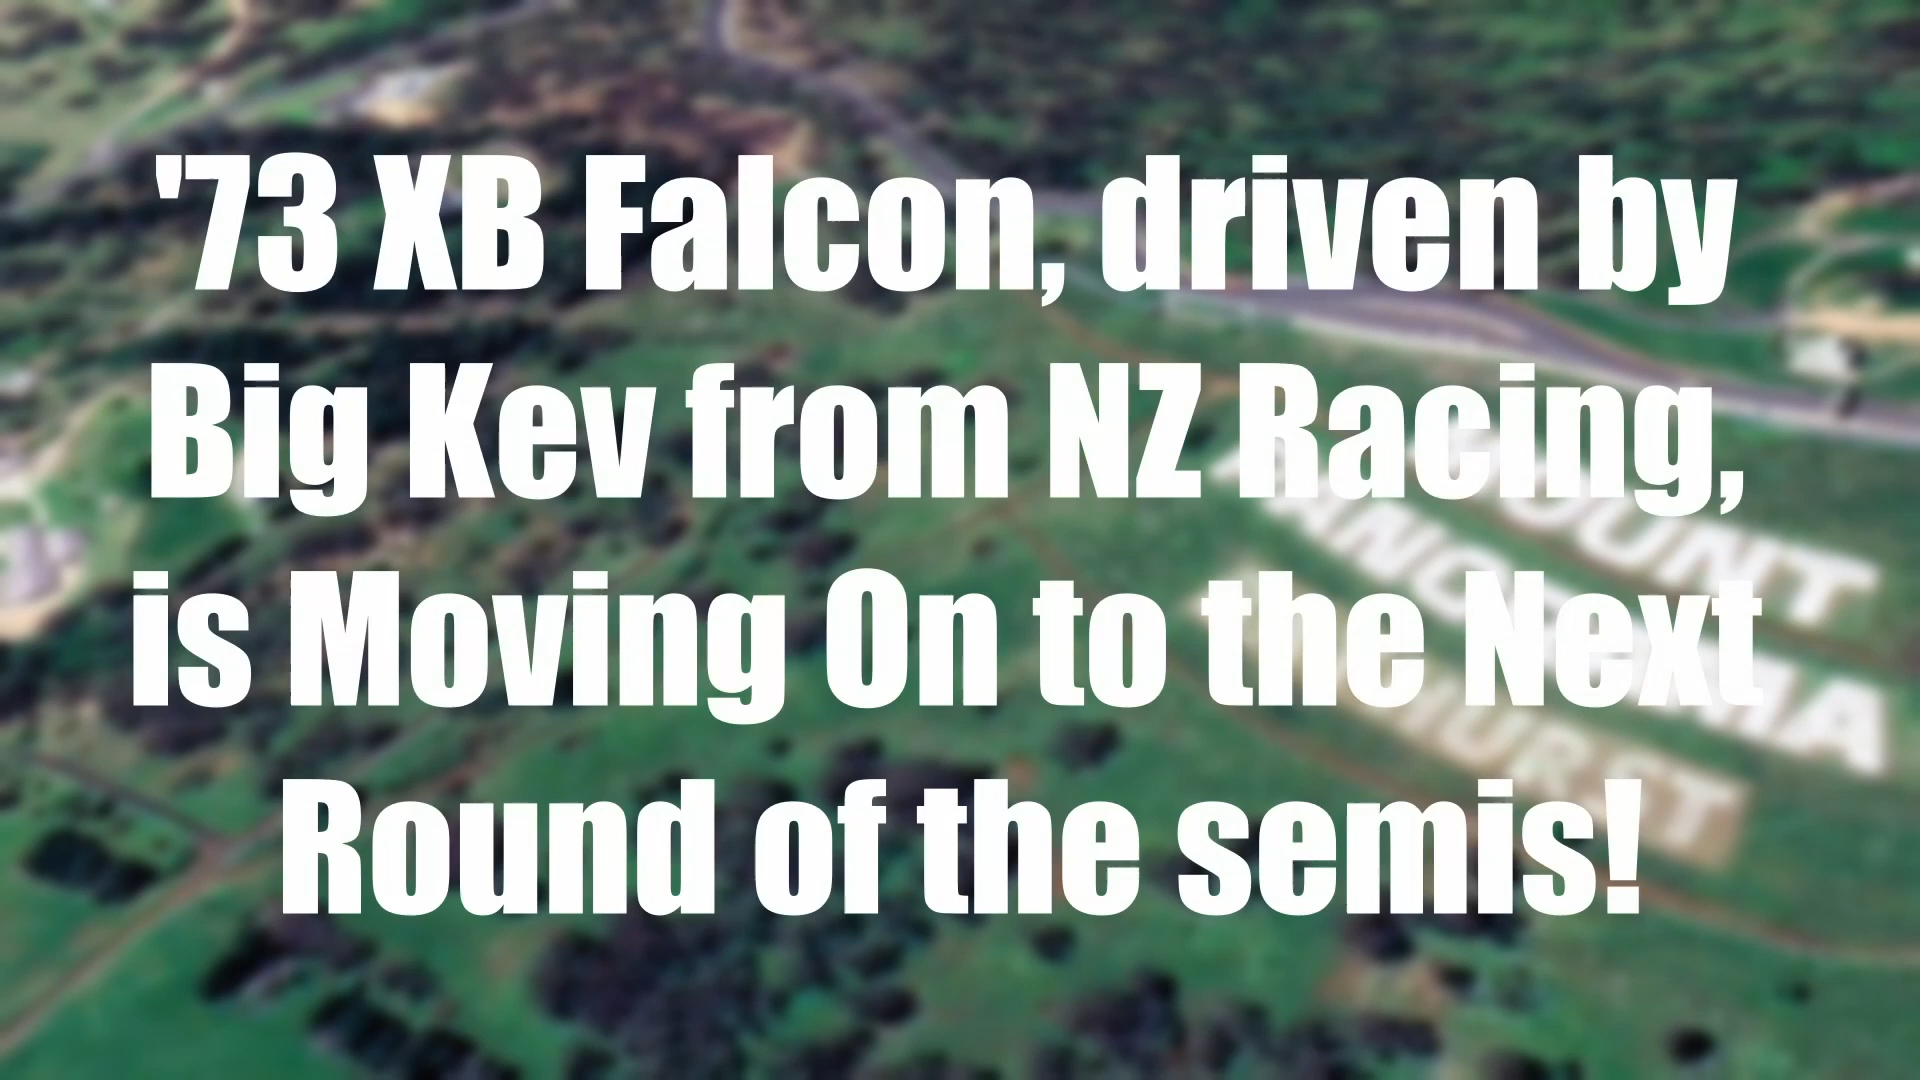 '73 XB Falcon, driven by
Big Kev from NZ Racing,
is Moving On to the Next
Round of the semis!